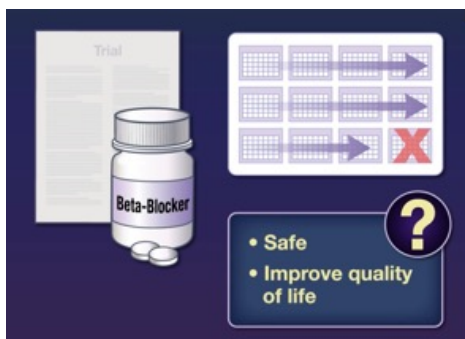 Trial
Beta-Blocker
?
• Safe
• Improve quality
of life